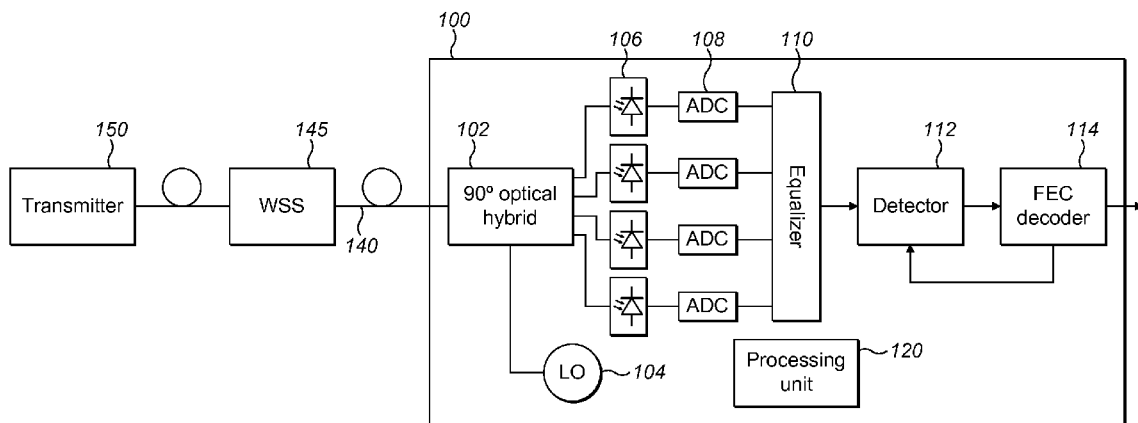 100
106
108
110
ADC
150
145
102
112
114
Transmitter
WSS
90º optical
hybrid
ADC
Equalizer
Detector
FEC
decoder
140
ADC
ADC
LO
104
Processing
unit
120